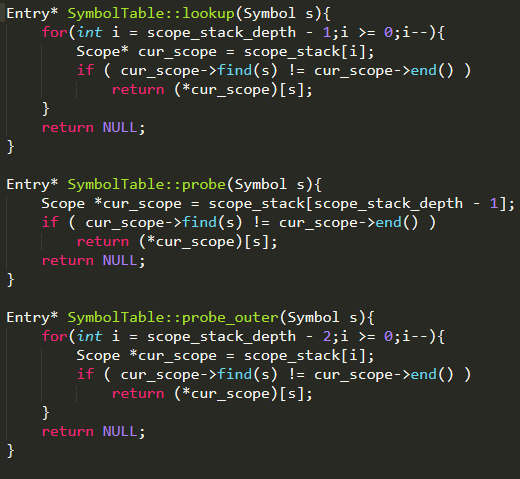 Entry* SymbolTable::lookup(Symbol s){
    for(int i = scope_stack_depth - 1;i >= 0;i--){
        Scope* cur_scope = scope_stack[i];
        if ( cur_scope->find(s) != cur_scope->end() )
            return (*cur_scope)[s];
    }
    return NULL;
}

Entry* SymbolTable::probe(Symbol s){
    Scope *cur_scope = scope_stack[scope_stack_depth - 1];
    if ( cur_scope->find(s) != cur_scope->end() )
        return (*cur_scope)[s];
    return NULL;
}

Entry* SymbolTable::probe_outer(Symbol s){
    for(int i = scope_stack_depth - 2;i >= 0;i--){
        Scope *cur_scope = scope_stack[i];
        if ( cur_scope->find(s) != cur_scope->end() )
            return (*cur_scope)[s];
    }
    return NULL;
}